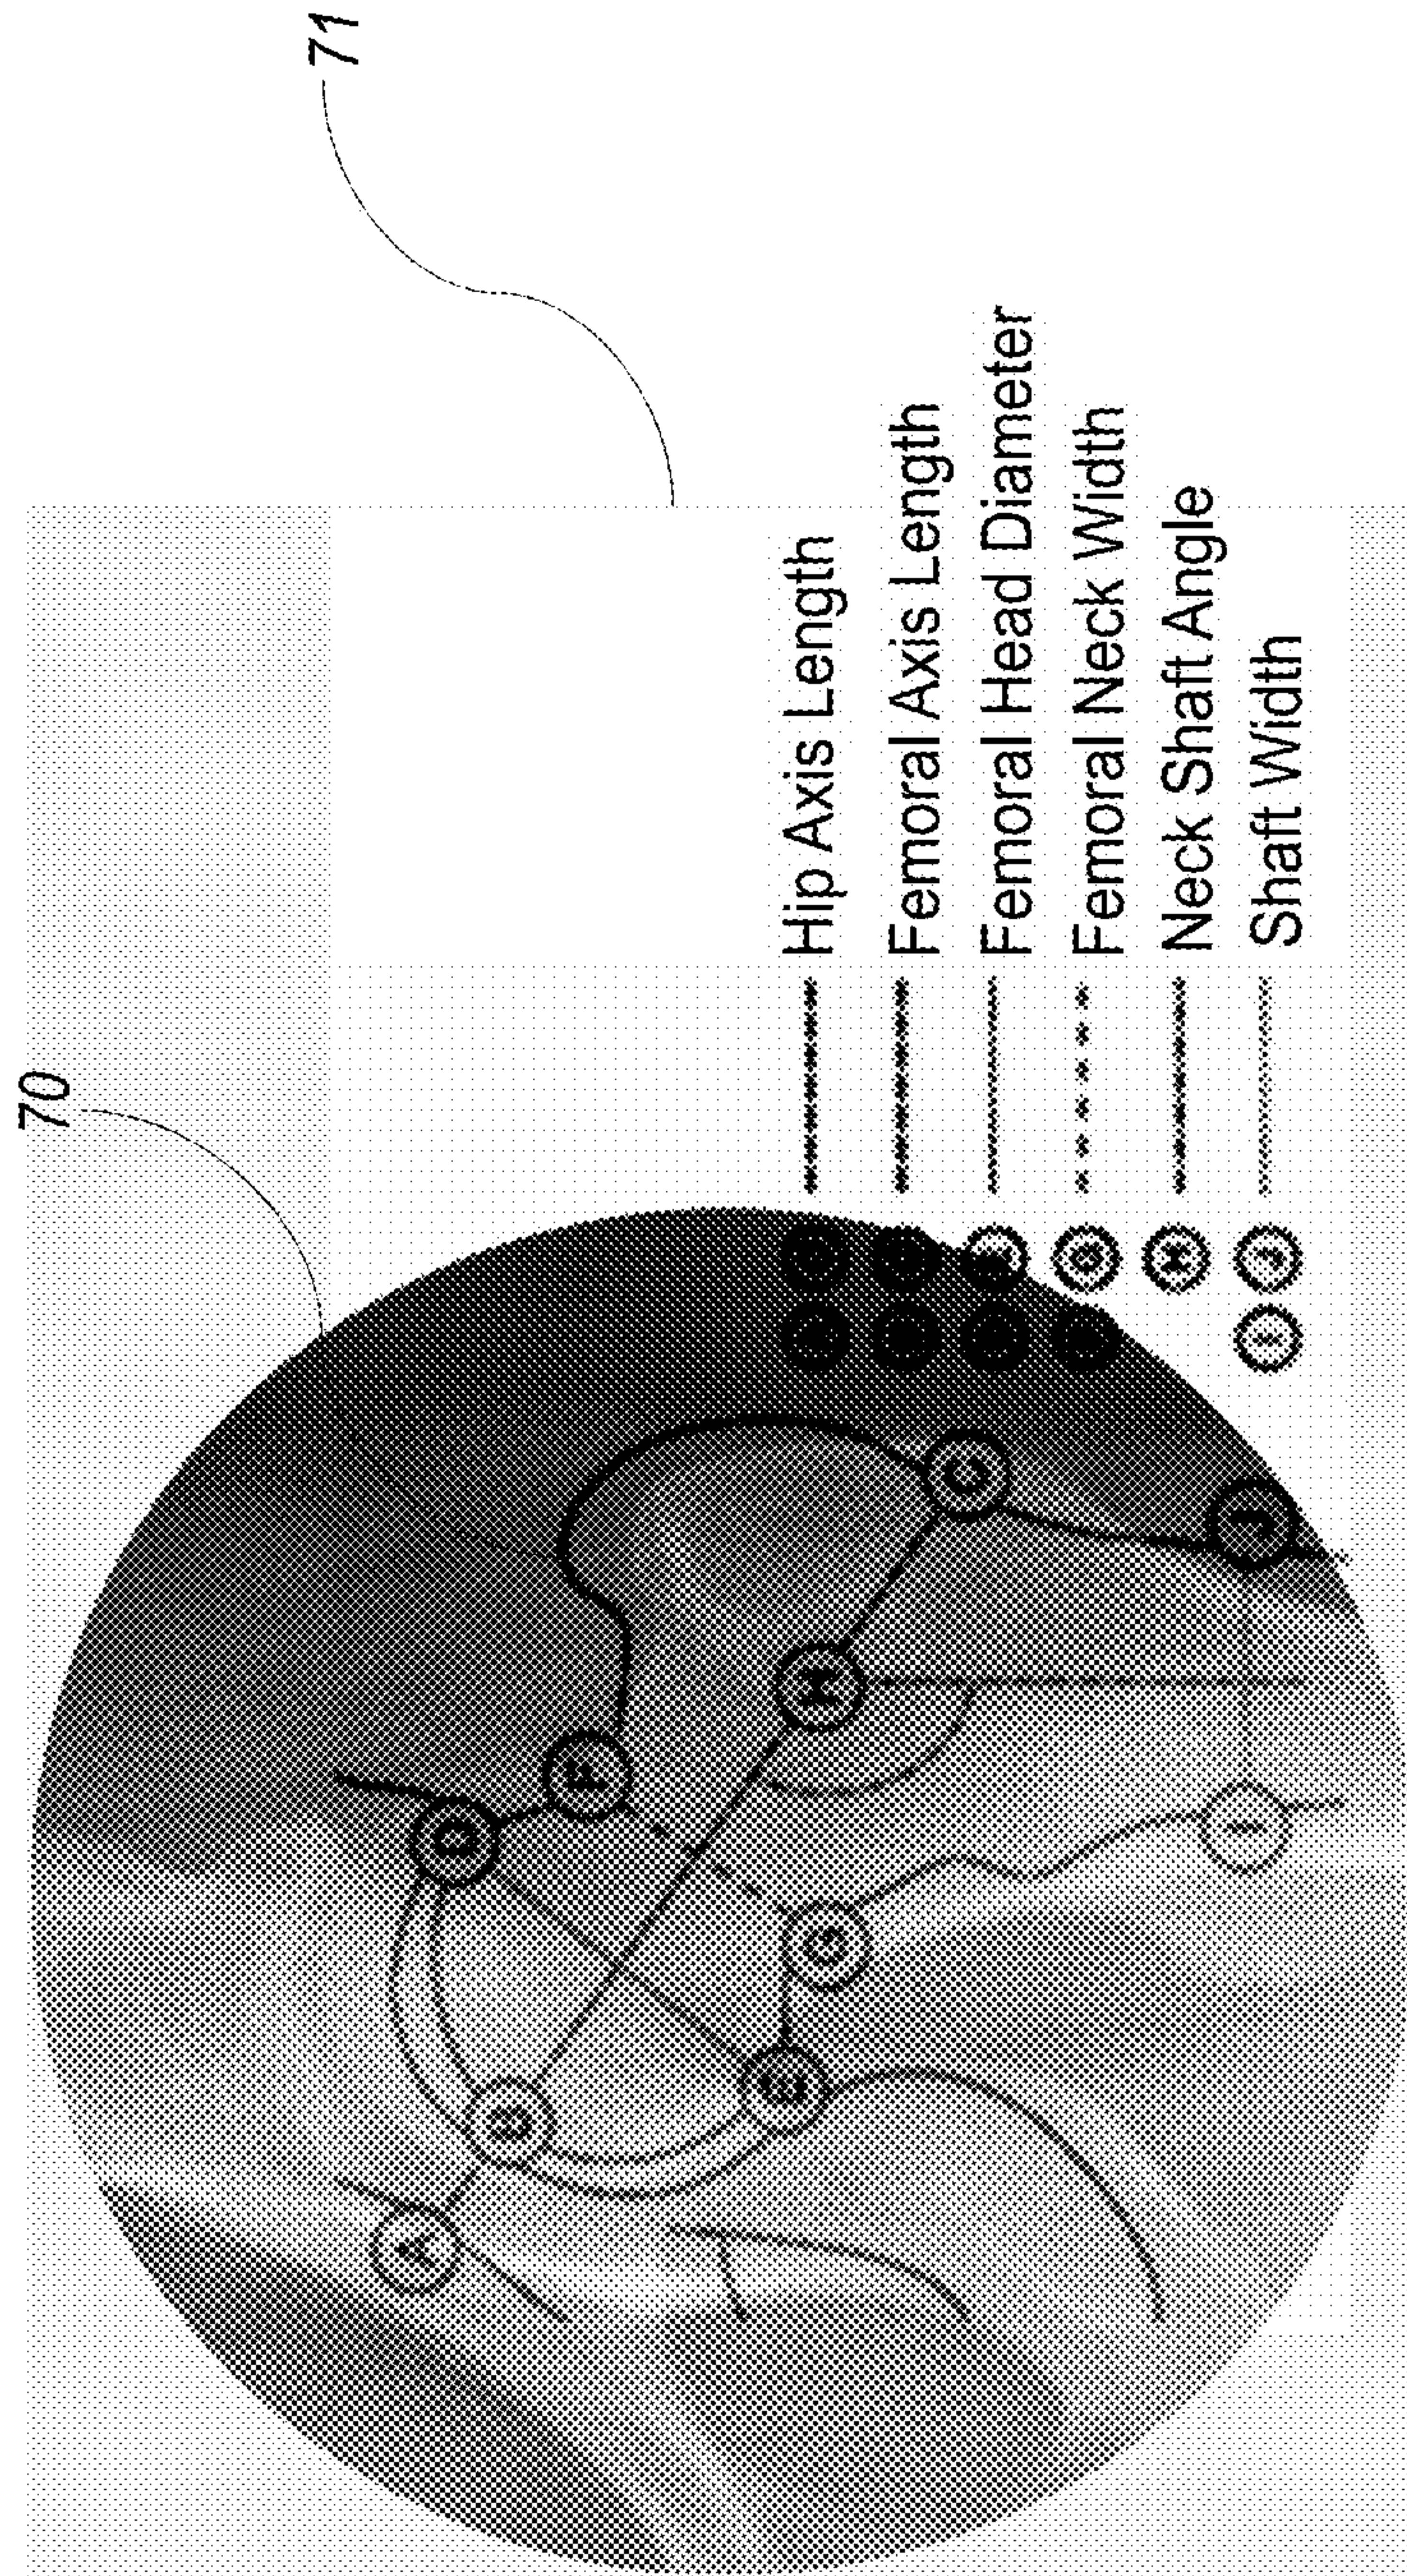 70
71
A
B
C
D
E
F
G
H
I
J
Hip Axis Length
Femoral Axis Length
Femoral Head Diameter
G Femoral Neck Width
H Neck Shaft Angle
I J Shaft Width